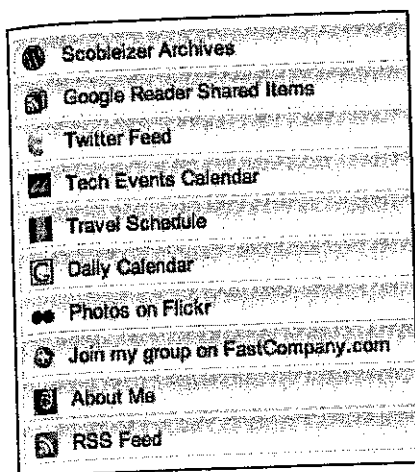 Scobleizer Archives
Google Reader Shared Items
Twitter Feed
Tech Events Calendar
Travel Schedule
Daily Calendar
Photos on Flickr
Join my group on FastCompany.com
About Me
RSS Feed